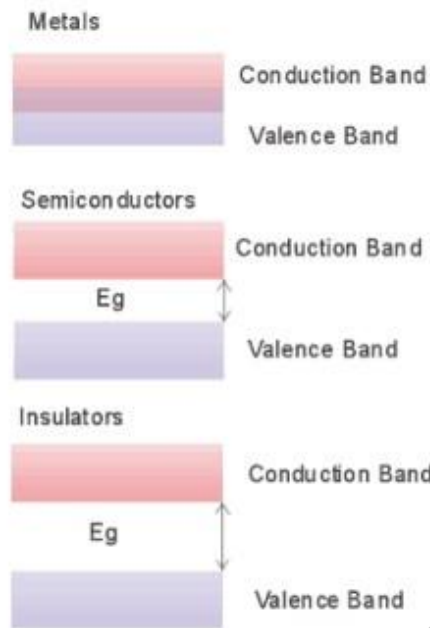 Metals
Conduction Band
Valence Band
Semiconductors
Conduction Band
Eg
Valence Band
Insulators
Conduction Band
Eg
Valence Band